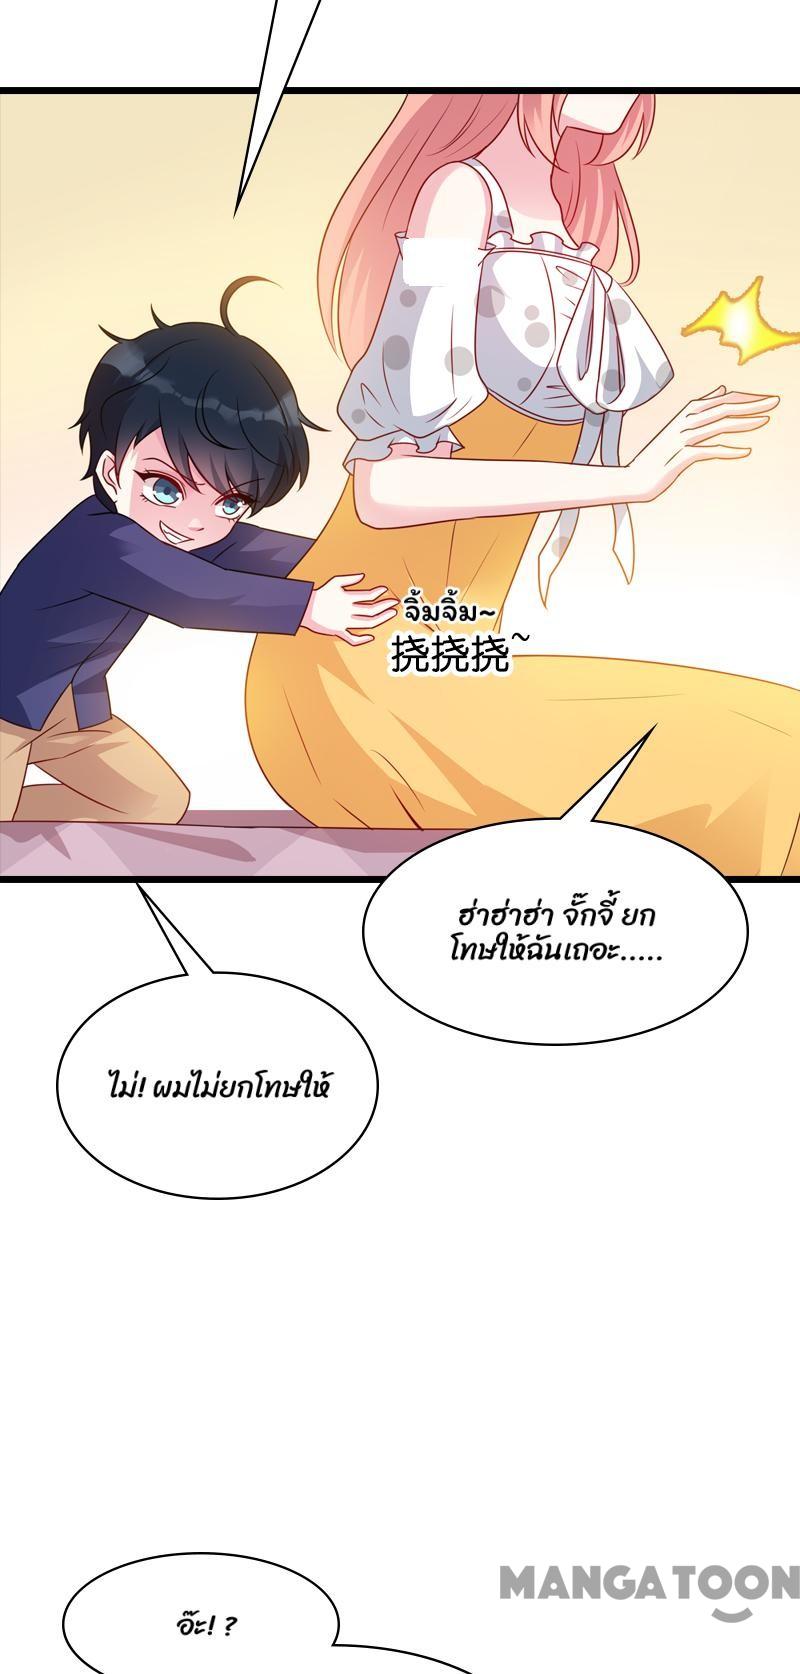 จิ้มจิ้ม~
挠挠挠~
ฮ่าฮ่าฮ่า จั๊กจี้ ยก
โทษให้ฉันเถอะ.....
ไม่! ผมไม่ยกโทษให้
MANGATOON
อ๊ะ! ?